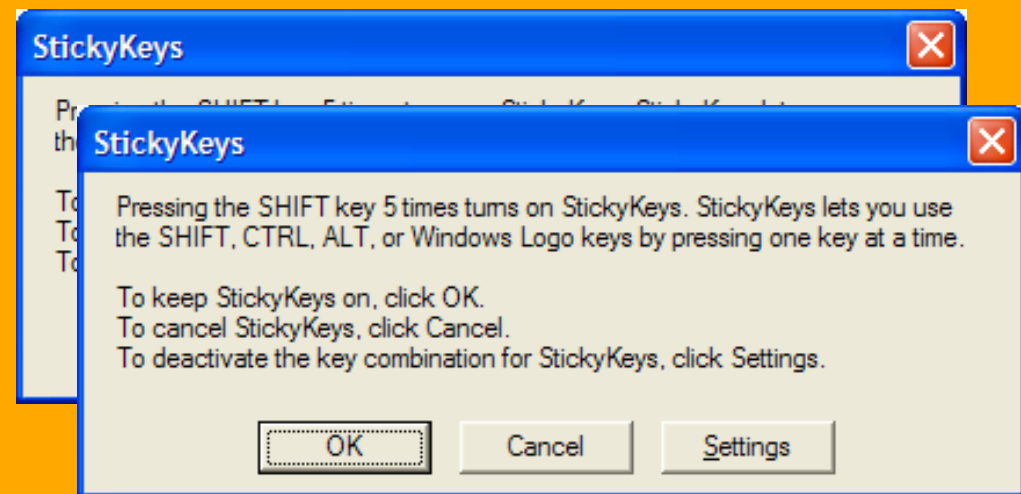 StickyKeys
StickyKeys
Pressing the SHIFT key 5 times turns on StickyKeys. StickyKeys lets you use
the SHIFT, CTRL, ALT, or Windows Logo keys by pressing one key at a time.
To keep StickyKeys on, click OK.
To cancel StickyKeys, click Cancel.
To deactivate the key combination for StickyKeys, click Settings.
OK
Cancel
Settings